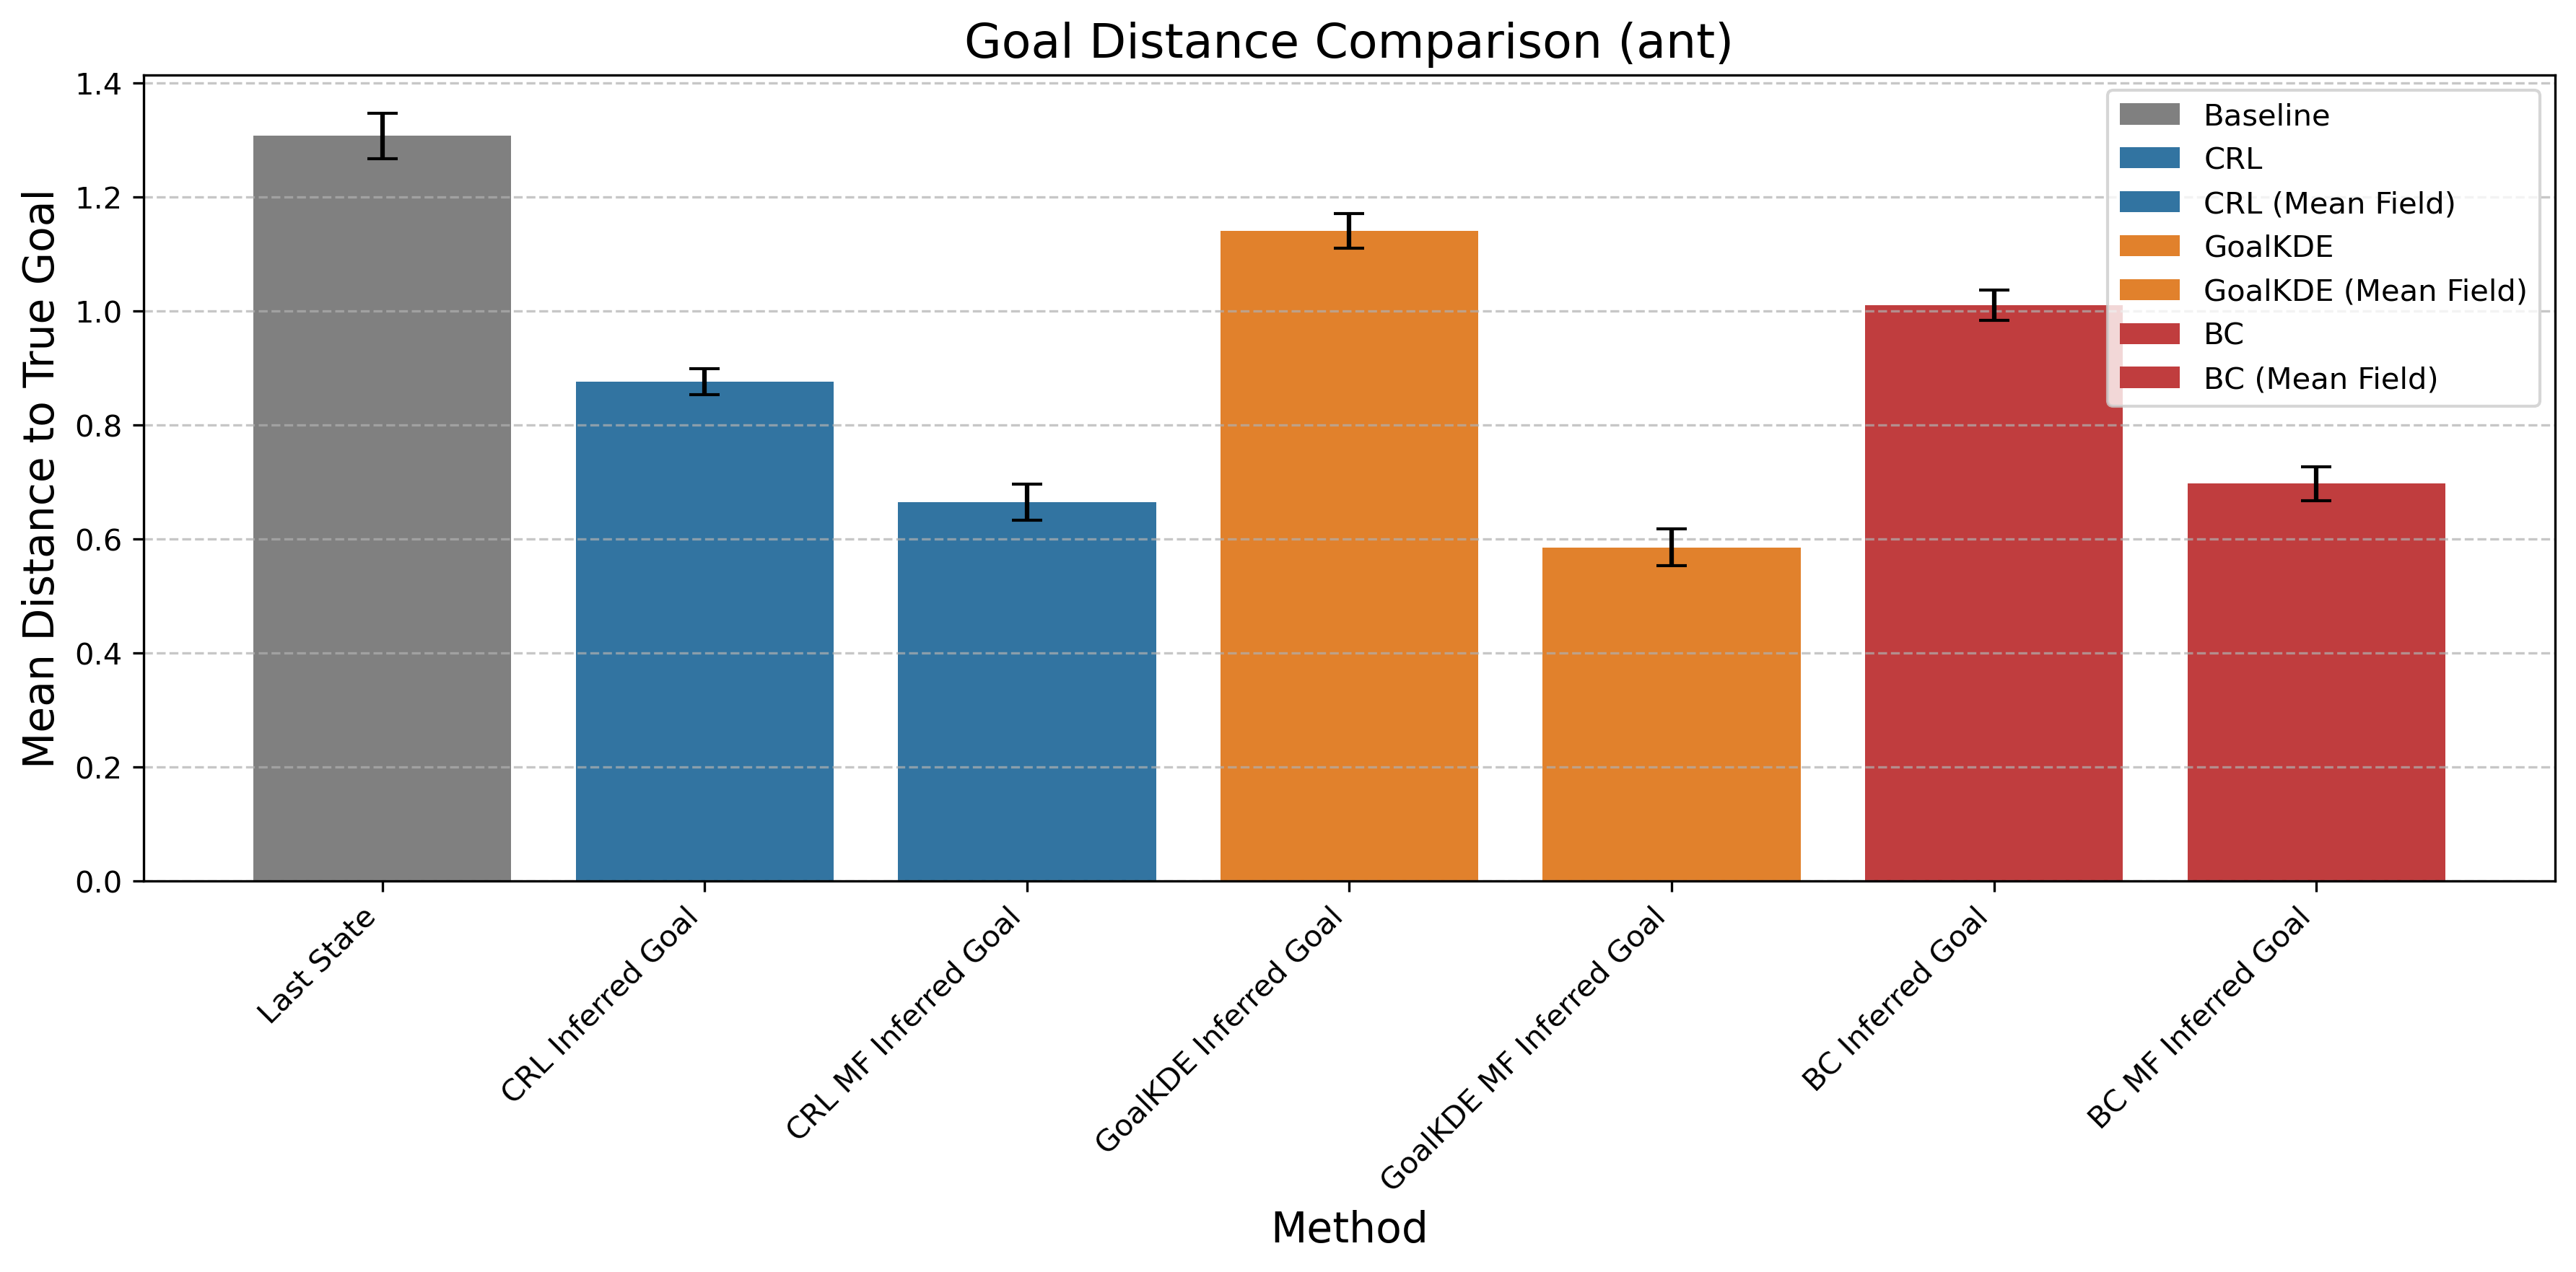 Goal Distance Comparison (ant)
Mean Distance to True Goal
1.4
1.2
1.0
0.8
0.6
0.4
0.2
0.0
Baseline
CRL
CRL (Mean Field)
GoalKDE
GoalKDE (Mean Field)
BC
BC (Mean Field)
Last State
CRL Inferred Goal
CRL MF Inferred Goal
GoalKDE Inferred Goal
GoalKDE MF Inferred Goal
BC Inferred Goal
BC MF Inferred Goal
Method